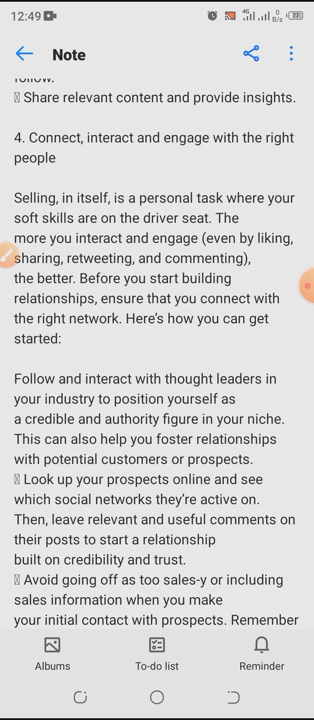 12:49
4G
0 B/s
77
Note
follow.
Share relevant content and provide insights.
4. Connect, interact and engage with the right
people
Selling, in itself, is a personal task where your
soft skills are on the driver seat. The
more you interact and engage (even by liking,
sharing, retweeting, and commenting),
the better. Before you start building
relationships, ensure that you connect with
the right network. Here's how you can get
started:
Follow and interact with thought leaders in
your industry to position yourself as
a credible and authority figure in your niche.
This can also help you foster relationships
with potential customers or prospects.
Look up your prospects online and see
which social networks they're active on.
Then, leave relevant and useful comments on
their posts to start a relationship
built on credibility and trust.
Avoid going off as too sales-y or including
sales information when you make
your initial contact with prospects. Remember
Albums
To-do list
Reminder